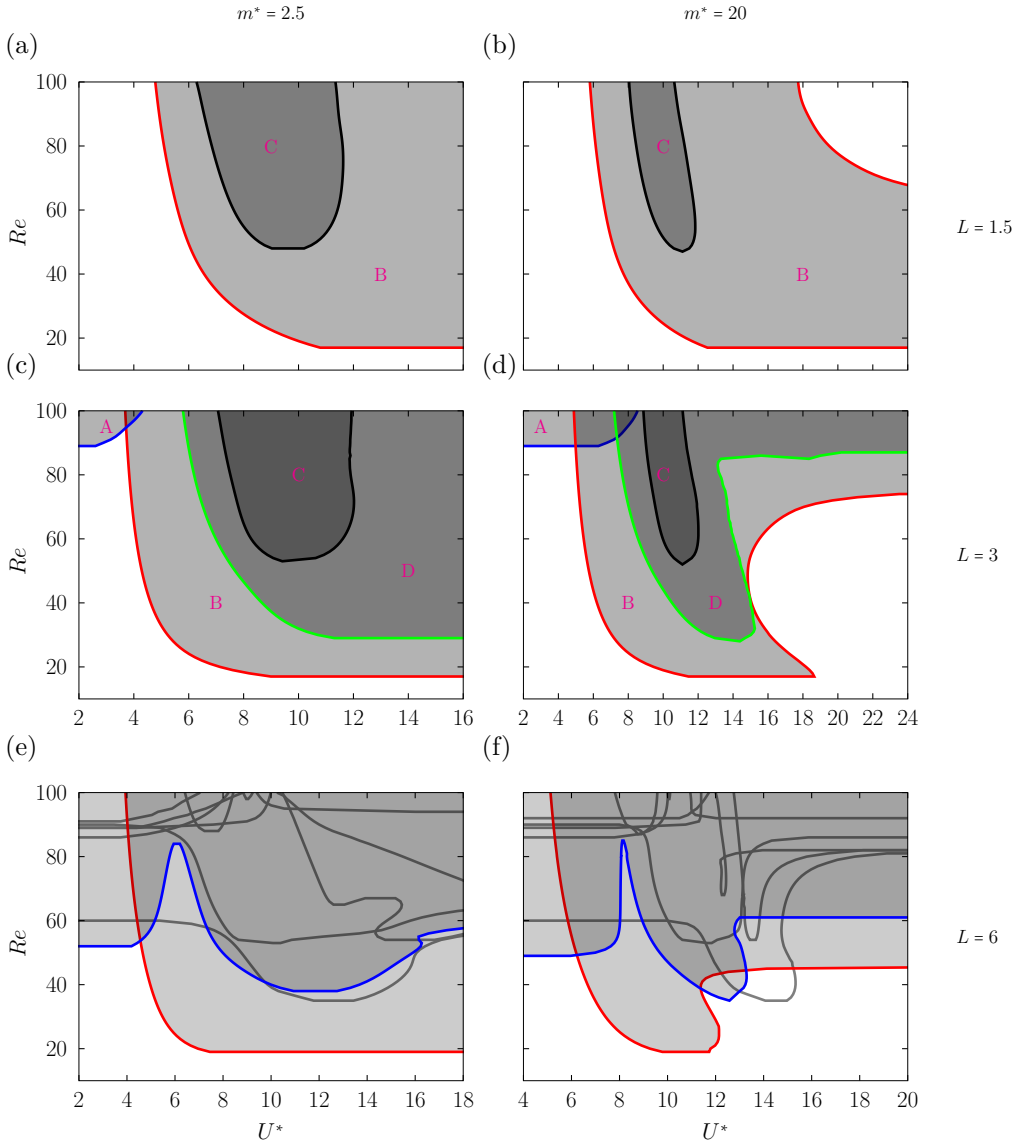 m* = 2.5 m* = 20
(a) (b)
100 80 60 40 20
Re
C B
C B
L = 1.5
(c) (d)
100 80 60 40 20
Re
A B C D
A B C D
L = 3
2 4 6 8 10 12 14 16
2 4 6 8 10 12 14 16 18 20 22 24
(e) (f)
100 80 60 40 20
Re
L = 6
2 4 6 8 10 12 14 16 18
4 6 8 10 12 14 16 18 20
U* U*